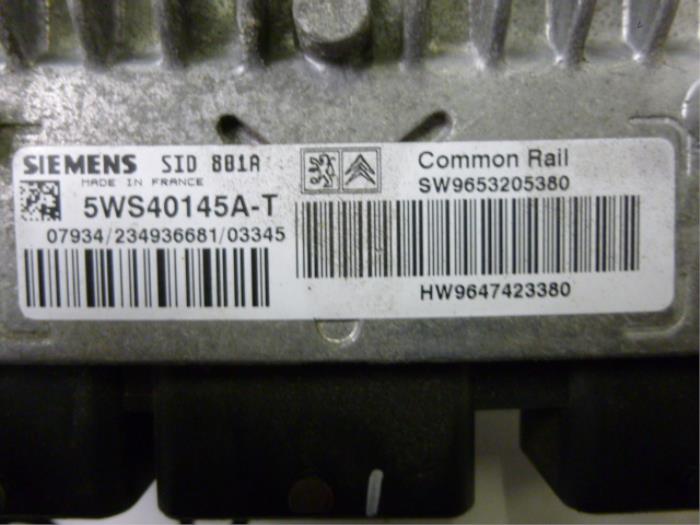 SIEMENS SID 801A
MADE IN FRANCE
5WS40145A-T
07934/234936681/03345
Common Rail
SW9653205380
HW9647423380